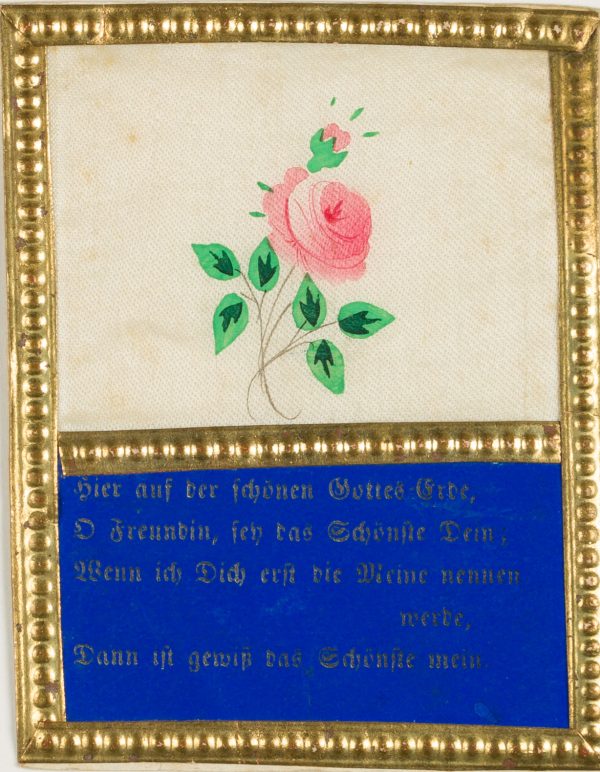 Hier auf der schönen Gottes-Erde,
O Freundin, sey das Schönste Dein;
Wenn ich Dich erst die Meine nennen
werde,
Dann ist gewiß das Schönste mein.